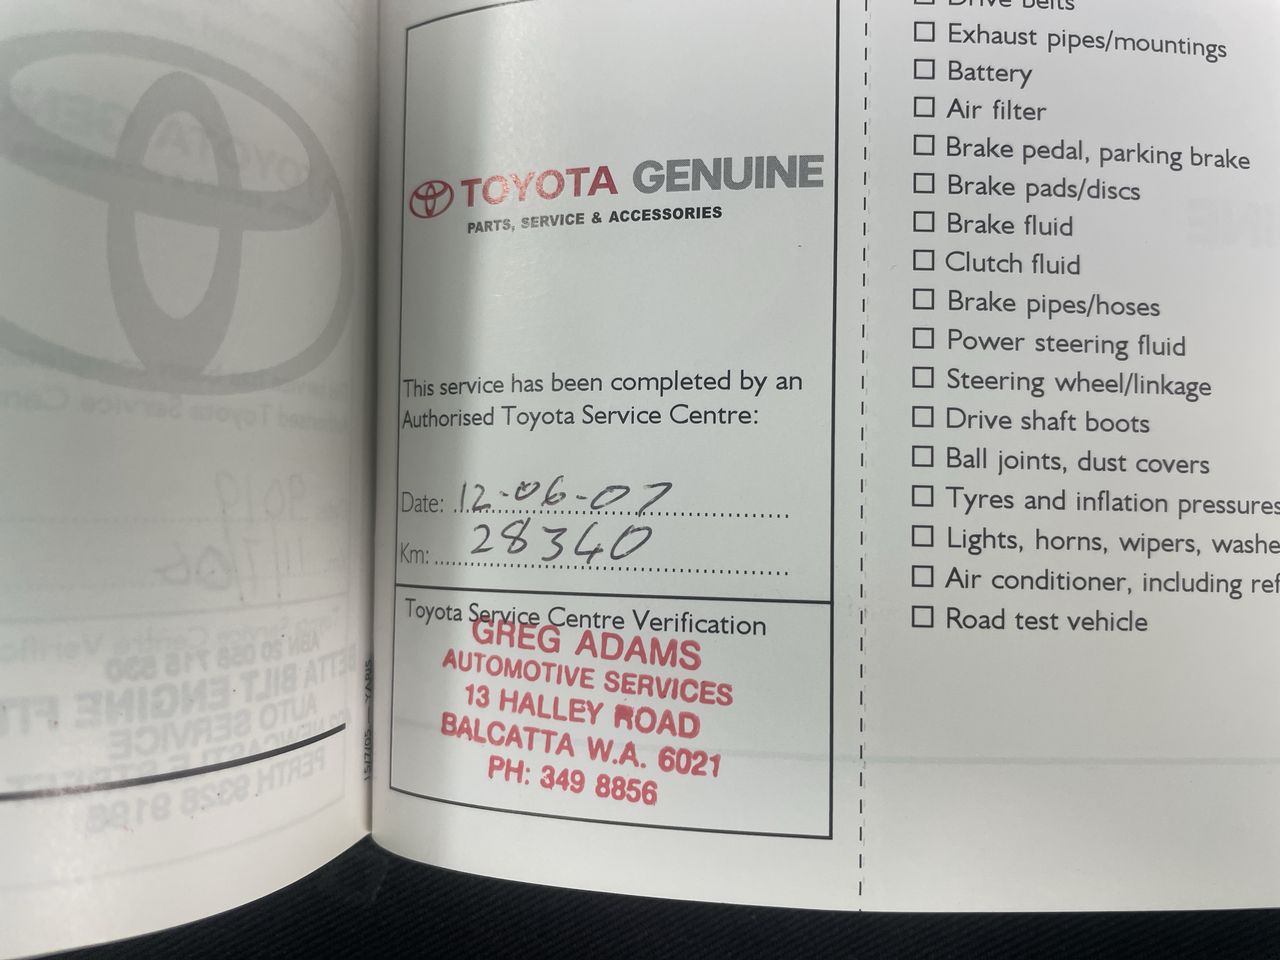 TOYOTA GENUINE
PARTS, SERVICE & ACCESSORIES
This service has been completed by an
Authorised Toyota Service Centre:
Date: 12-06-07
Km: 28340
Toyota Service Centre Verification
GREG ADAMS
AUTOMOTIVE SERVICES
13 HALLEY ROAD
BALCATTA W.A. 6021
PH: 349 8856
Drive belts
Exhaust pipes/mountings
Battery
Air filter
Brake pedal, parking brake
Brake pads/discs
Brake fluid
Clutch fluid
Brake pipes/hoses
Power steering fluid
Steering wheel/linkage
Drive shaft boots
Ball joints, dust covers
Tyres and inflation pressures
Lights, horns, wipers, washe
Air conditioner, including ref
Road test vehicle